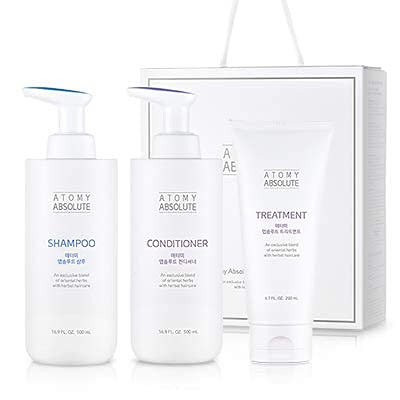 ATOMY
ABSOLUTE
SHAMPOO
애터미
앱솔루트 샴푸
An exclusive blend
of oriental herbs
with herbal haircare
16.9 FL. OZ. 500 mL
ATOMY
ABSOLUTE
CONDITIONER
애터미
앱솔루트 컨디셔너
An exclusive blend
of oriental herbs
with herbal haircare
16.9 FL. OZ. 500 mL
ATOMY
ABSOLUTE
TREATMENT
애터미
앱솔루트 트리트먼트
An exclusive blend
of oriental herbs
with herbal haircare
6.7 FL. OZ. 200 mL